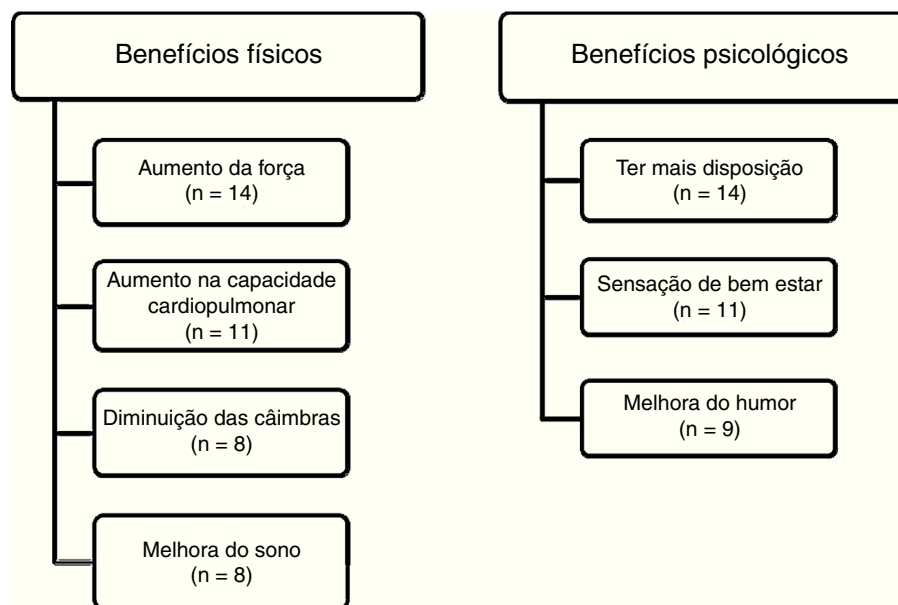 Benefícios físicos
Aumento da força
(n = 14)
Aumento na capacidade
cardiopulmonar
(n = 11)
Diminuição das câimbras
(n = 8)
Melhora do sono
(n = 8)
Benefícios psicológicos
Ter mais disposição
(n = 14)
Sensação de bem estar
(n = 11)
Melhora do humor
(n = 9)